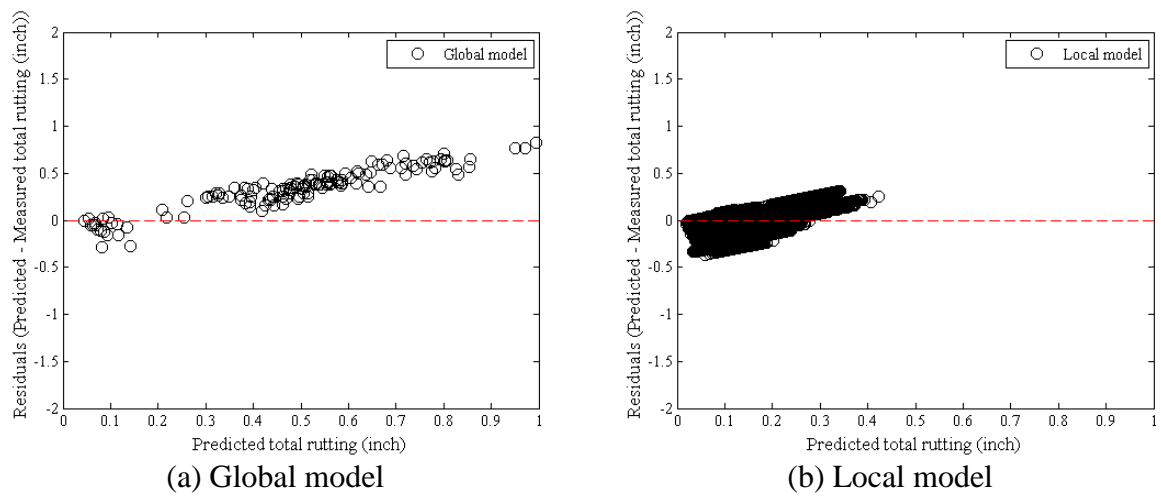 Residuals (Predicted - Measured total rutting (inch))
2
1.5
1
0.5
0
-0.5
-1
-1.5
-2
Global model
0 0.1 0.2 0.3 0.4 0.5 0.6 0.7 0.8 0.9 1
Predicted total rutting (inch)
(a) Global model
Residuals (Predicted - Measured total rutting (inch))
2
1.5
1
0.5
0
-0.5
-1
-1.5
-2
Local model
0 0.1 0.2 0.3 0.4 0.5 0.6 0.7 0.8 0.9 1
Predicted total rutting (inch)
(b) Local model